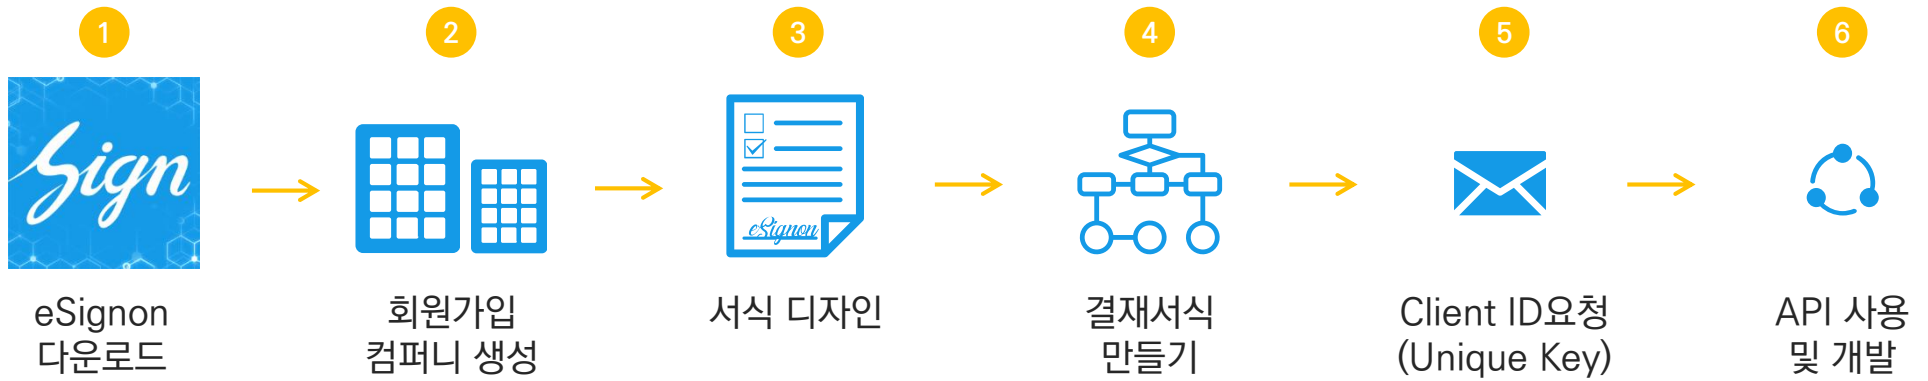 1
2
3
4
5
6
Sign
eSignon
eSignon
다운로드
회원가입
컴퍼니 생성
서식 디자인
결재서식
만들기
Client ID요청
(Unique Key)
API 사용
및 개발